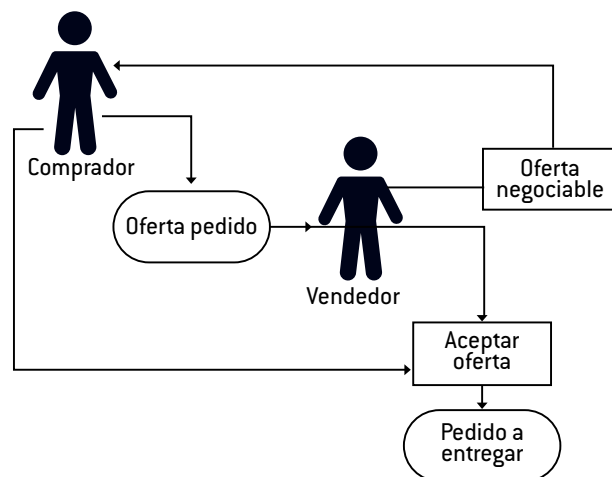 Comprador
Oferta
negociable
Oferta pedido
Vendedor
Aceptar
oferta
Pedido a
entregar